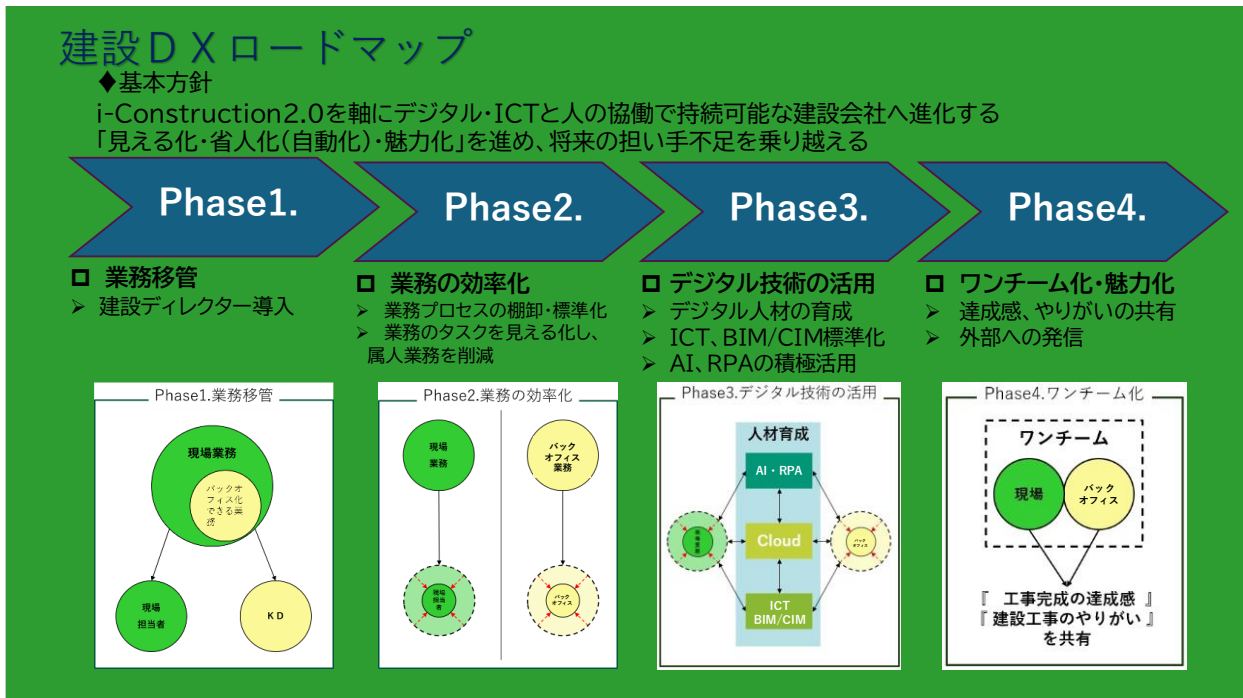 建設ＤＸロードマップ
◆基本方針
i-Construction2.0を軸にデジタル・ICTと人の協働で持続可能な建設会社へ進化する
「見える化・省人化(自動化)・魅力化」を進め、将来の担い手不足を乗り越える
Phase1.
Phase2.
Phase3.
Phase4.
業務移管
建設ディレクター導入
業務の効率化
業務プロセスの棚卸・標準化
業務のタスクを見える化し、
属人業務を削減
デジタル技術の活用
デジタル人材の育成
ICT、BIM/CIM標準化
AI、RPAの積極活用
ワンチーム化・魅力化
達成感、やりがいの共有
外部への発信
Phase1.業務移管
現場業務
バックオ
フィス化
できる業
務
現場
担当者
KD
Phase2.業務の効率化
現場
業務
バック
オフィス
業務
現場
担当
者
バック
オフィス
Phase3.デジタル技術の活用
人材育成
AI・RPA
現場
業務
Cloud
バック
オフィス
ICT
BIM/CIM
Phase4.ワンチーム化
ワンチーム
現場
バック
オフィス
『 工事完成の達成感 』
『 建設工事のやりがい 』
を共有